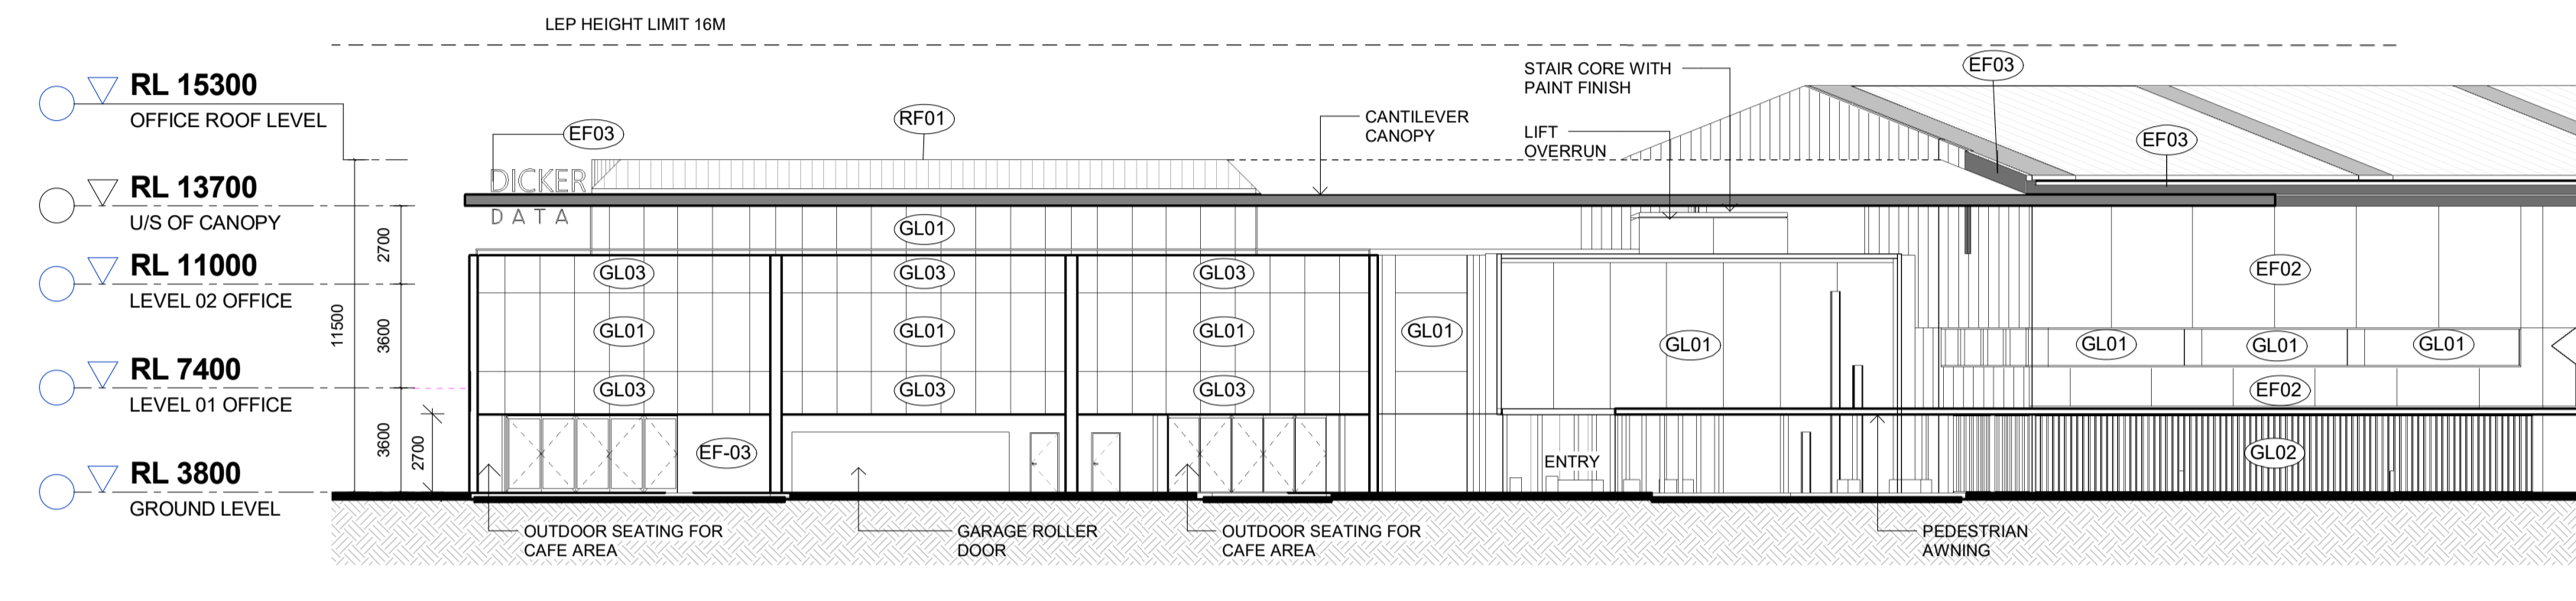 LEP HEIGHT LIMIT 16M
RL 15300
OFFICE ROOF LEVEL
RL 13700
U/S OF CANOPY
RL 11000
LEVEL 02 OFFICE
RL 7400
LEVEL 01 OFFICE
RL 3800
GROUND LEVEL
11500
2700
3600
3600
2700
EF03
RF01
CANTILEVER
CANOPY
STAIR CORE WITH
PAINT FINISH
LIFT
OVERRUN
EF03
EF03
DICKER
DATA
GL01
GL03
GL03
GL03
EF02
GL01
GL01
GL01
GL01
GL01
GL01
GL01
GL01
GL03
GL03
GL03
EF02
EF-03
ENTRY
GL02
OUTDOOR SEATING FOR
CAFE AREA
GARAGE ROLLER
DOOR
OUTDOOR SEATING FOR
CAFE AREA
PEDESTRIAN
AWNING